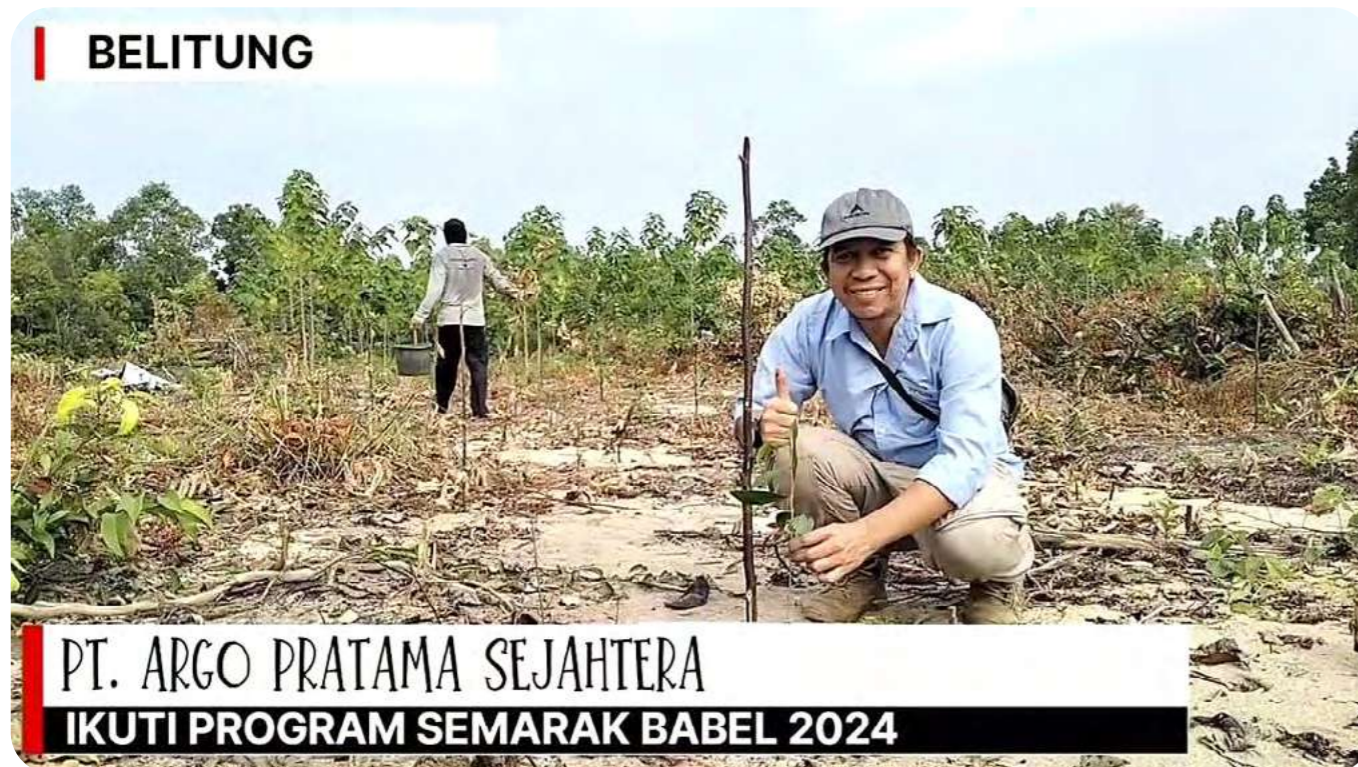 BELITUNG
PT. ARGO PRATAMA SEJAHTERA
IKUTI PROGRAM SEMARAK BABEL 2024